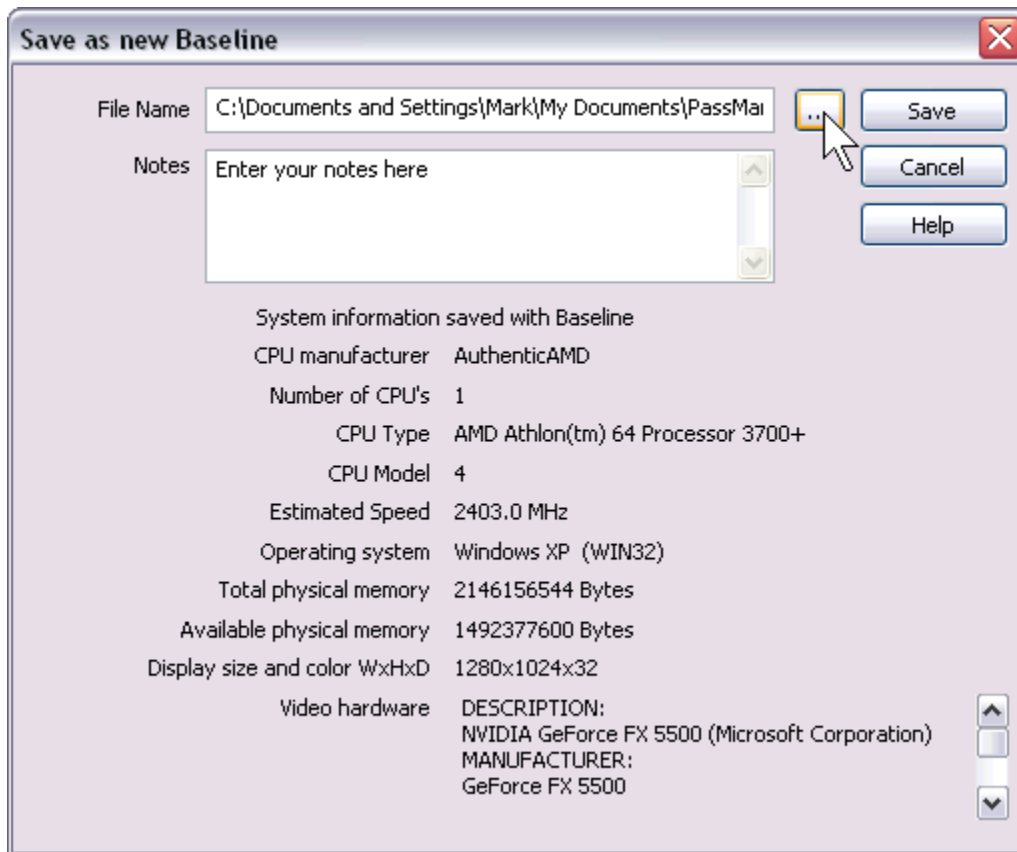 Save as new Baseline
File Name C:\Documents and Settings\Mark\My Documents\PassMar ... Save
Notes Enter your notes here Cancel
Help
System information saved with Baseline
CPU manufacturer AuthenticAMD
Number of CPU's 1
CPU Type AMD Athlon(tm) 64 Processor 3700+
CPU Model 4
Estimated Speed 2403.0 MHz
Operating system Windows XP (WIN32)
Total physical memory 2146156544 Bytes
Available physical memory 1492377600 Bytes
Display size and color WxHxD 1280x1024x32
Video hardware DESCRIPTION:
NVIDIA GeForce FX 5500 (Microsoft Corporation)
MANUFACTURER:
GeForce FX 5500